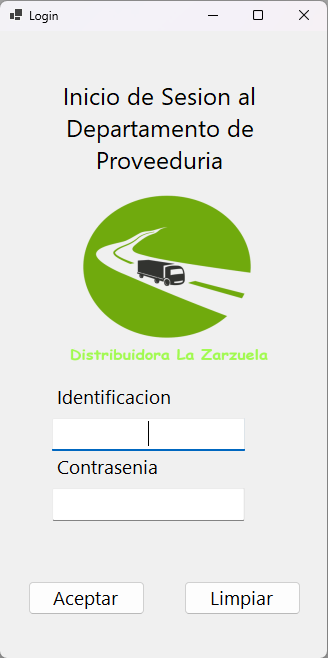 Login
Inicio de Sesion al
Departamento de
Proveeduria
Distribuidora La Zarzuela
Identificacion
Contrasenia
Aceptar
Limpiar